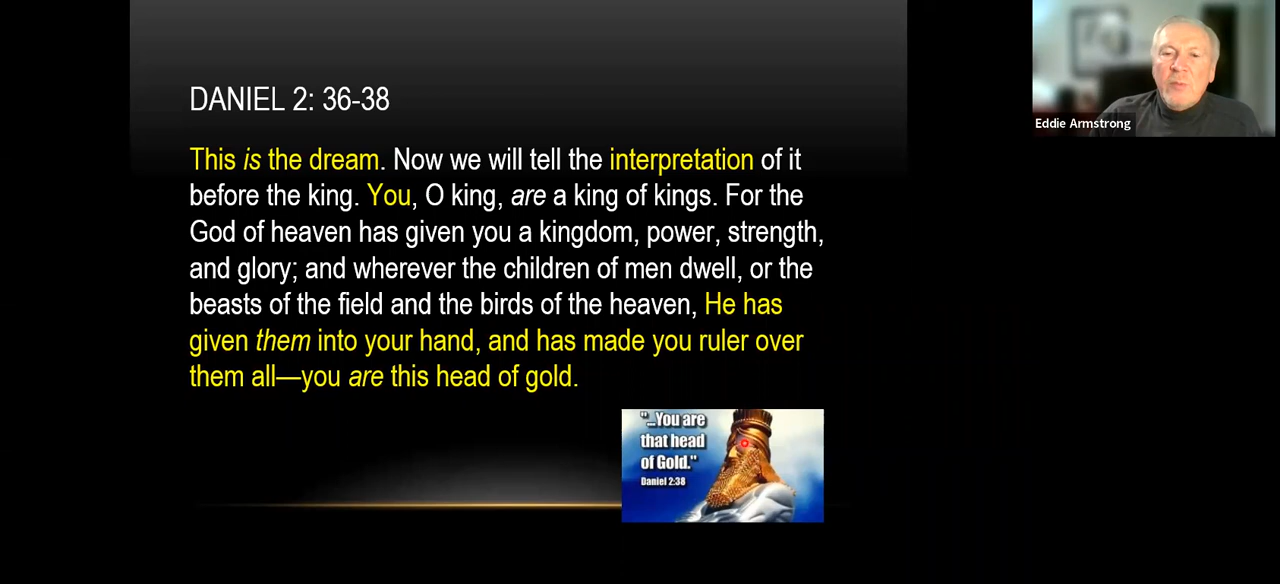 DANIEL 2: 36-38
This is the dream. Now we will tell the interpretation of it
before the king. You, O king, are a king of kings. For the
God of heaven has given you a kingdom, power, strength,
and glory; and wherever the children of men dwell, or the
beasts of the field and the birds of the heaven, He has
given them into your hand, and has made you ruler over
them all—you are this head of gold.
"...You are
that head
of Gold."
Daniel 2:38
Eddie Armstrong